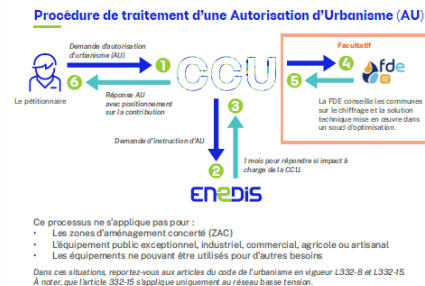 Procédure de traitement d'une Autorisation d'Urbanisme (AU)
Demande d'autorisation
d'urbanisme (AU)
1
6
Le pétitionnaire
Réponse AU
avec positionnement
sur la contribution
CCU
Facultatif
4
5
fde
62
La FDE conseille les communes
sur le chiffrage et la solution
technique mise en œuvre dans
un souci d'optimisation.
3
Demande d'instruction d'AU
2
1 mois pour répondre si impact à
charge de la CCU.
ENEDIS
Ce processus ne s'applique pas pour :
• Les zones d'aménagement concerté (ZAC)
• L'équipement public exceptionnel, industriel, commercial, agricole ou artisanal
• Les équipements ne pouvant être utilisés pour d'autres besoins
Dans ces situations, reportez-vous aux articles du code de l'urbanisme en vigueur L332-8 et L332-15.
À noter, que l'article 332-15 s'applique uniquement au réseau basse tension.